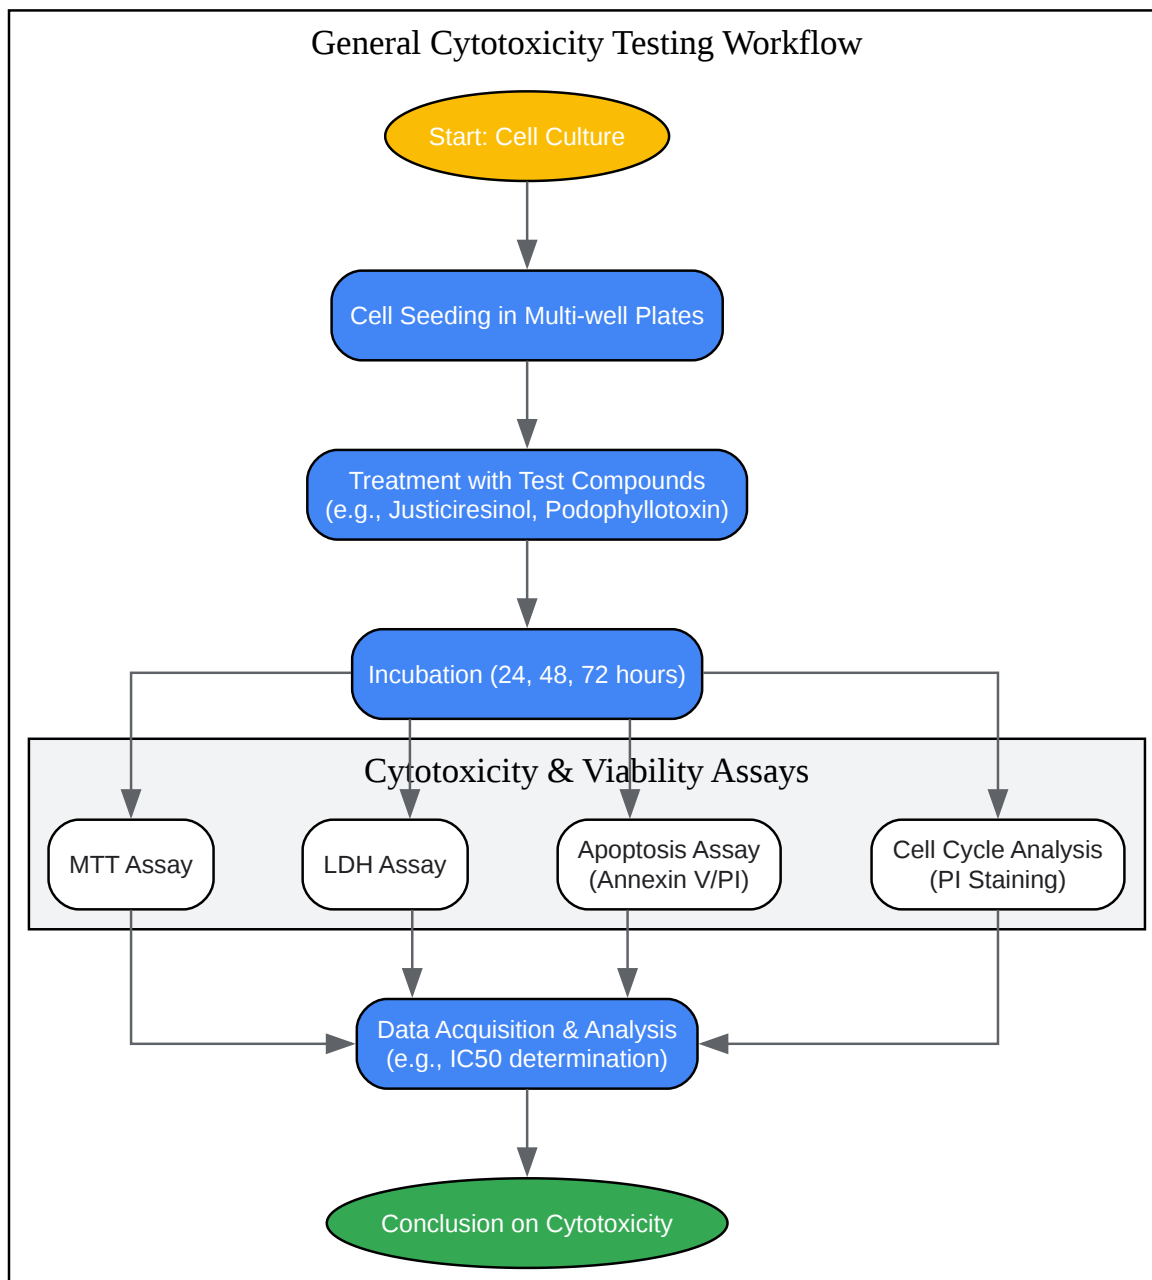 General Cytotoxicity Testing Workflow
Start: Cell Culture
Cell Seeding in Multi-well Plates
Treatment with Test Compounds
(e.g., Justiciresinol, Podophyllotoxin)
Incubation (24, 48, 72 hours)
Cytotoxicity & Viability Assays
MTT Assay
LDH Assay
Apoptosis Assay
(Annexin V/PI)
Cell Cycle Analysis
(PI Staining)
Data Acquisition & Analysis
(e.g., IC50 determination)
Conclusion on Cytotoxicity